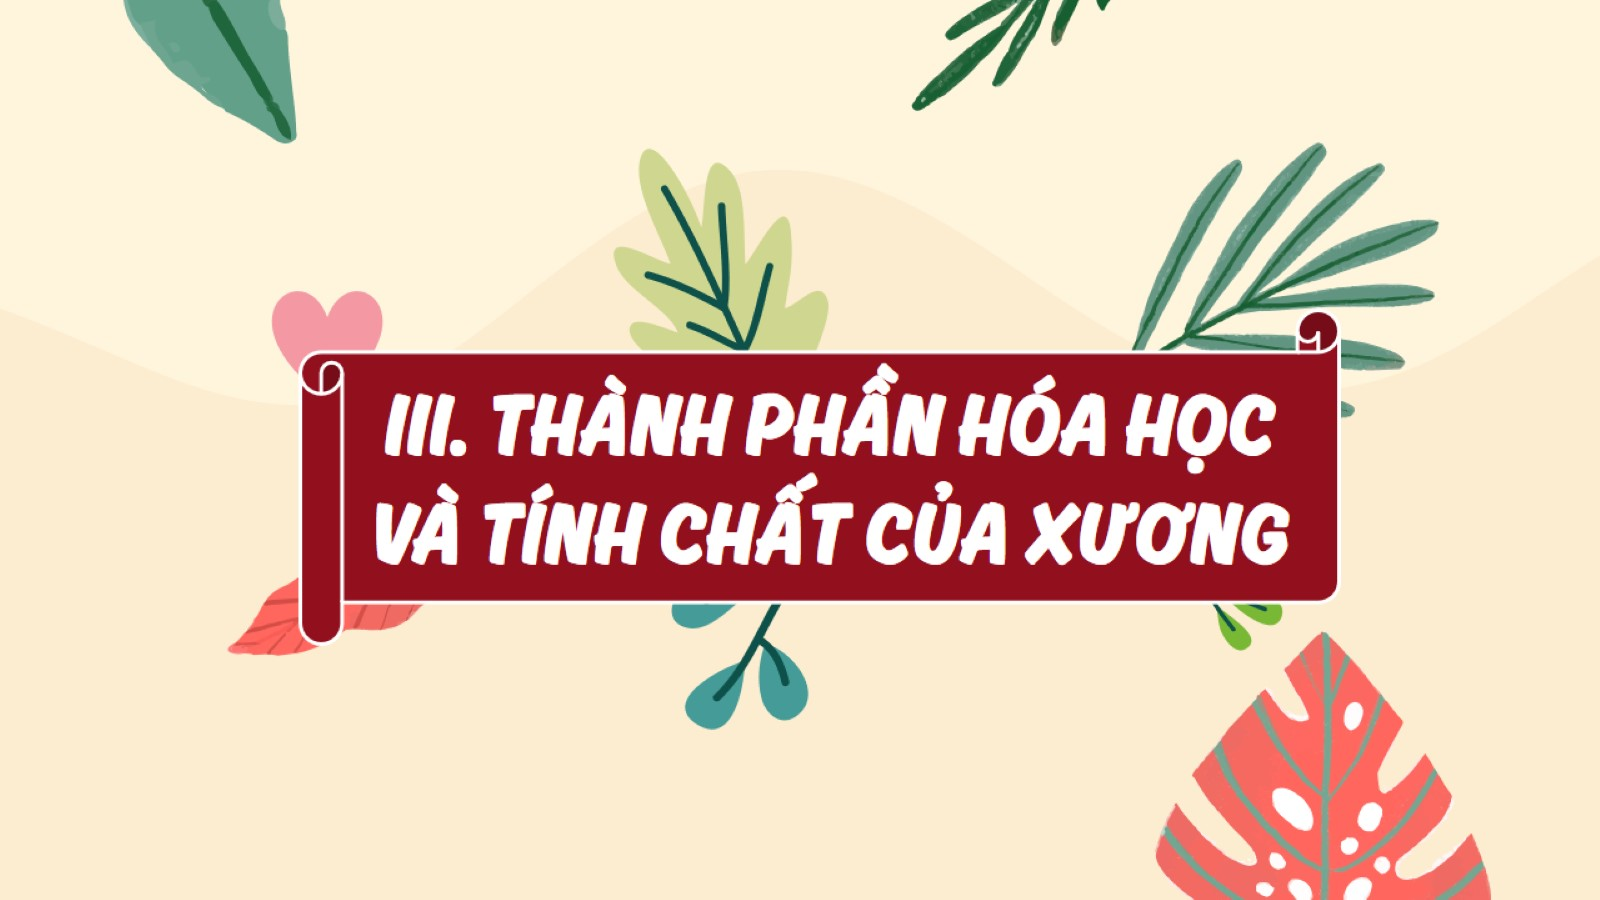 III. THÀNH PHẦN HÓA HỌC
VÀ TÍNH CHẤT CỦA XƯƠNG